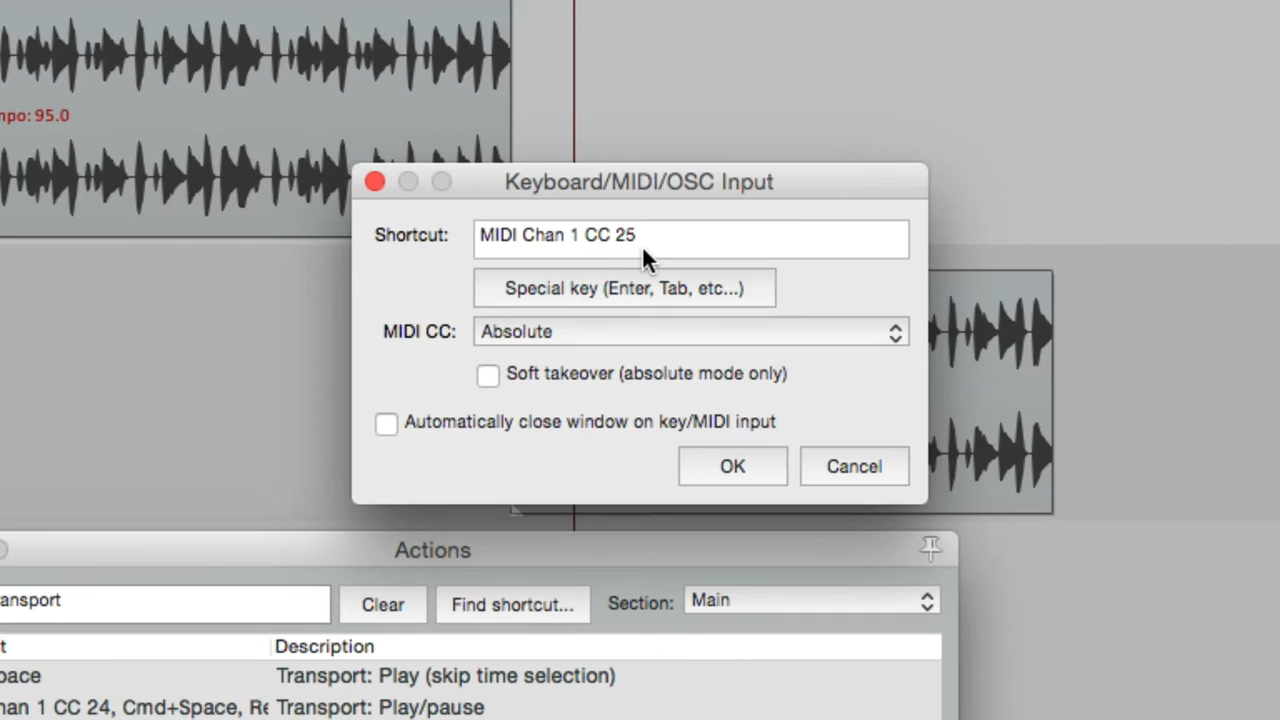 mpo: 95.0
Keyboard/MIDI/OSC Input
Shortcut: MIDI Chan 1 CC 25
Special key (Enter, Tab, etc...)
MIDI CC: Absolute
Soft takeover (absolute mode only)
Automatically close window on key/MIDI input
OK Cancel
Actions
ansport Clear Find shortcut... Section: Main
t Description
pace Transport: Play (skip time selection)
han 1 CC 24, Cmd+Space, Re Transport: Play/pause